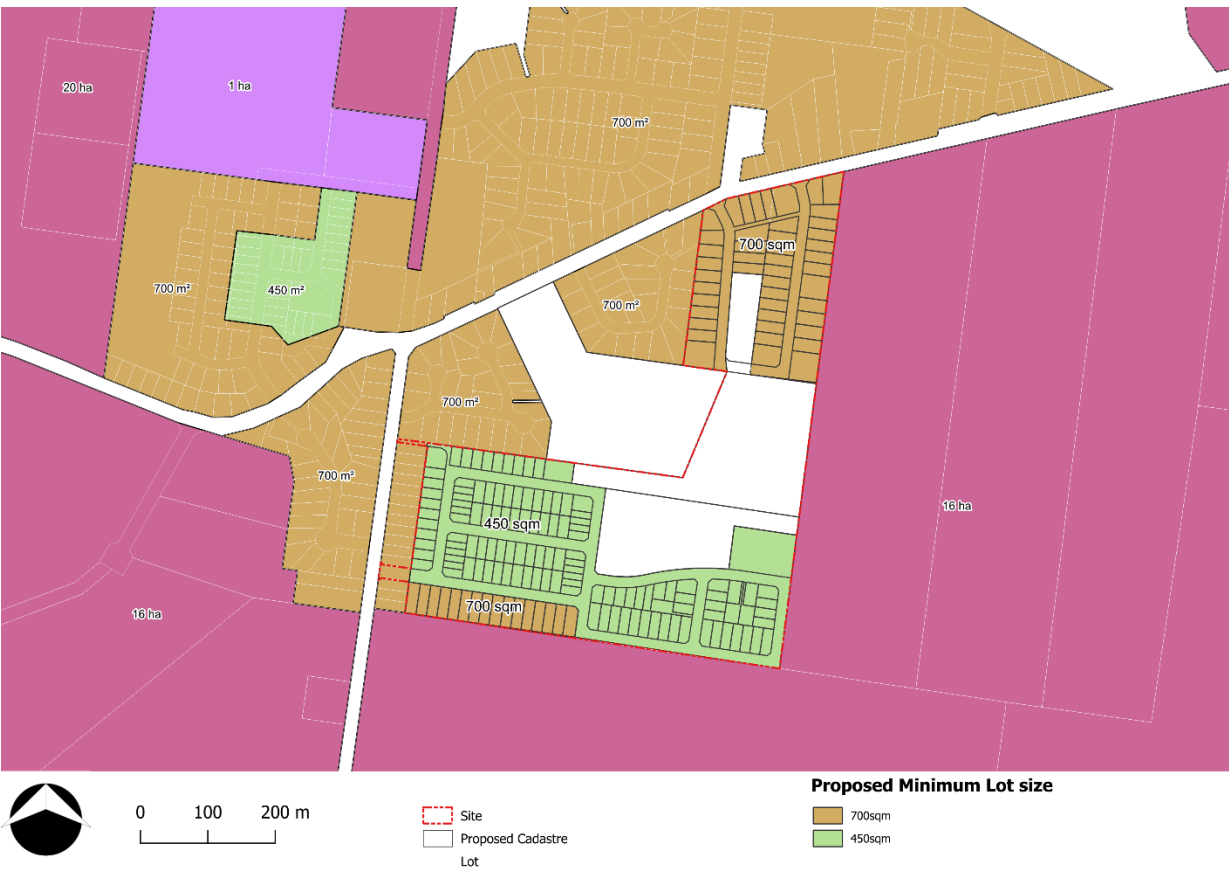 20 ha
1 ha
700 m²
700 sqm
700 m²
450 m²
700 m²
700 m²
700 m²
16 ha
450 sqm
700 sqm
16 ha
Proposed Minimum Lot size
0 100 200 m
Site
700sqm
Proposed Cadastre
450sqm
Lot